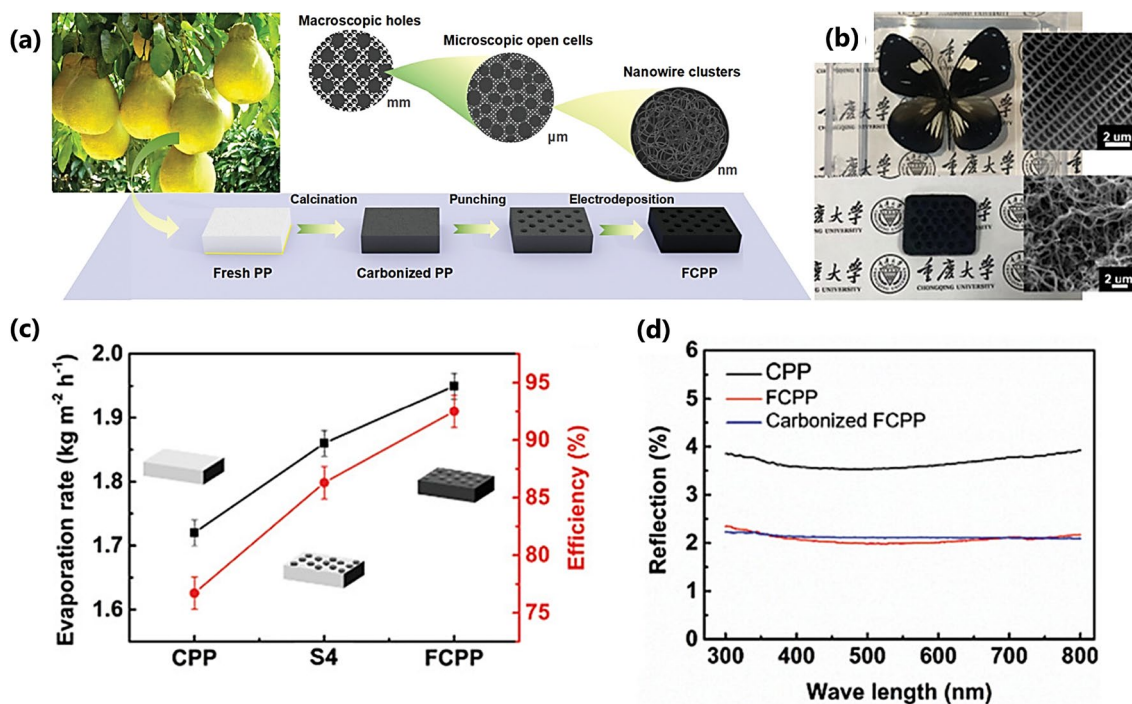 (a)
Macroscopic holes
mm
Microscopic open cells
μm
Nanowire clusters
nm
Calcination
Punching
Electrodeposition
Fresh PP
Carbonized PP
FCPP
(b)
重庆大学
CHONGQING UNIVERSITY
2 um
重庆大学
重庆大学
CHONGQING UNIVERSITY
2 um
(c)
Evaporation rate (kg m⁻² h⁻¹)
2.0
1.9
1.8
1.7
1.6
95
90
85
80
75
Efficiency (%)
CPP
S4
FCPP
(d)
Reflection (%)
6
5
4
3
2
1
0
CPP
FCPP
Carbonized FCPP
300
400
500
600
700
800
Wave length (nm)